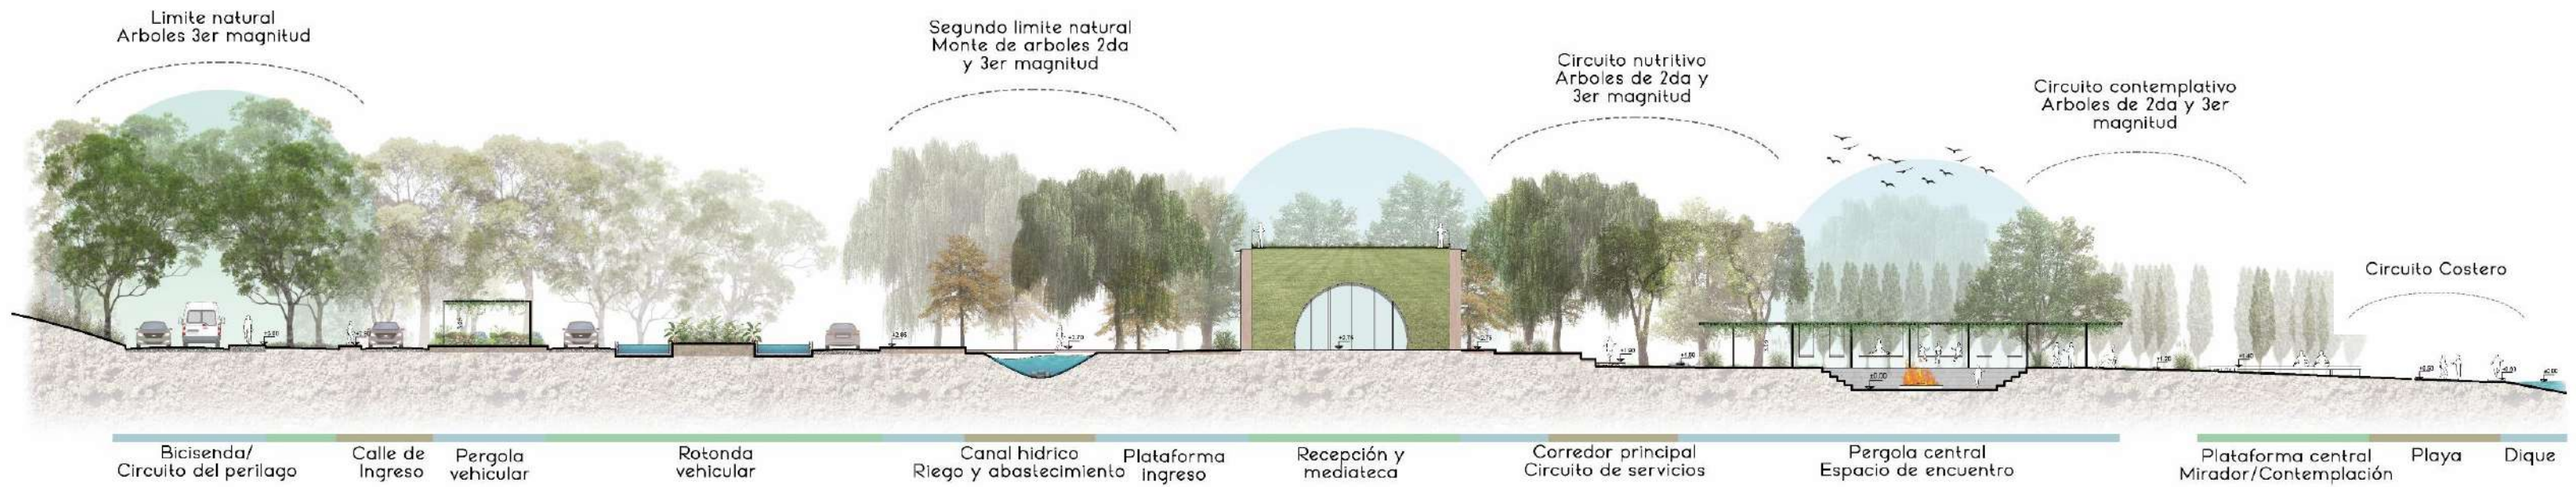 Limite natural
Arboles 3er magnitud
Segundo limite natural
Monte de arboles 2da
y 3er magnitud
Circuito nutritivo
Arboles de 2da y
3er magnitud
Circuito contemplativo
Arboles de 2da y 3er
magnitud
Circuito Costero
Bicisenda/
Circuito del perilago
Calle de
Ingreso
Pergola
vehicular
Rotonda
vehicular
Canal hidrico
Riego y abastecimiento
Plataforma
ingreso
Recepción y
mediateca
Corredor principal
Circuito de servicios
Pergola central
Espacio de encuentro
Plataforma central
Mirador/Contemplación
Playa
Dique
±0.00